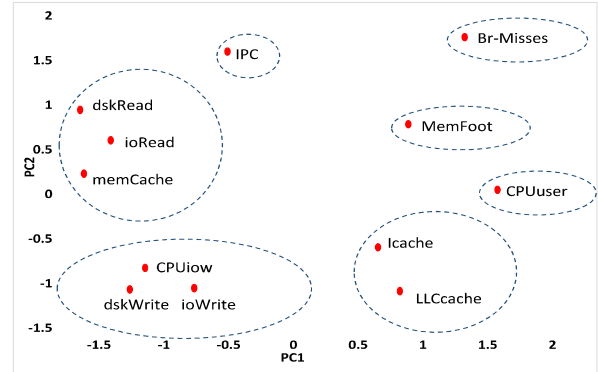 2
Br-Misses
1.5
IPC
1
dskRead
MemFoot
0.5
ioRead
PC2
memCache
CPUuser
0
-0.5
Icache
CPUiow
-1
LLCcache
dskWrite
ioWrite
-1.5
-1.5
-1
-0.5
0
0.5
1
1.5
2
PC1